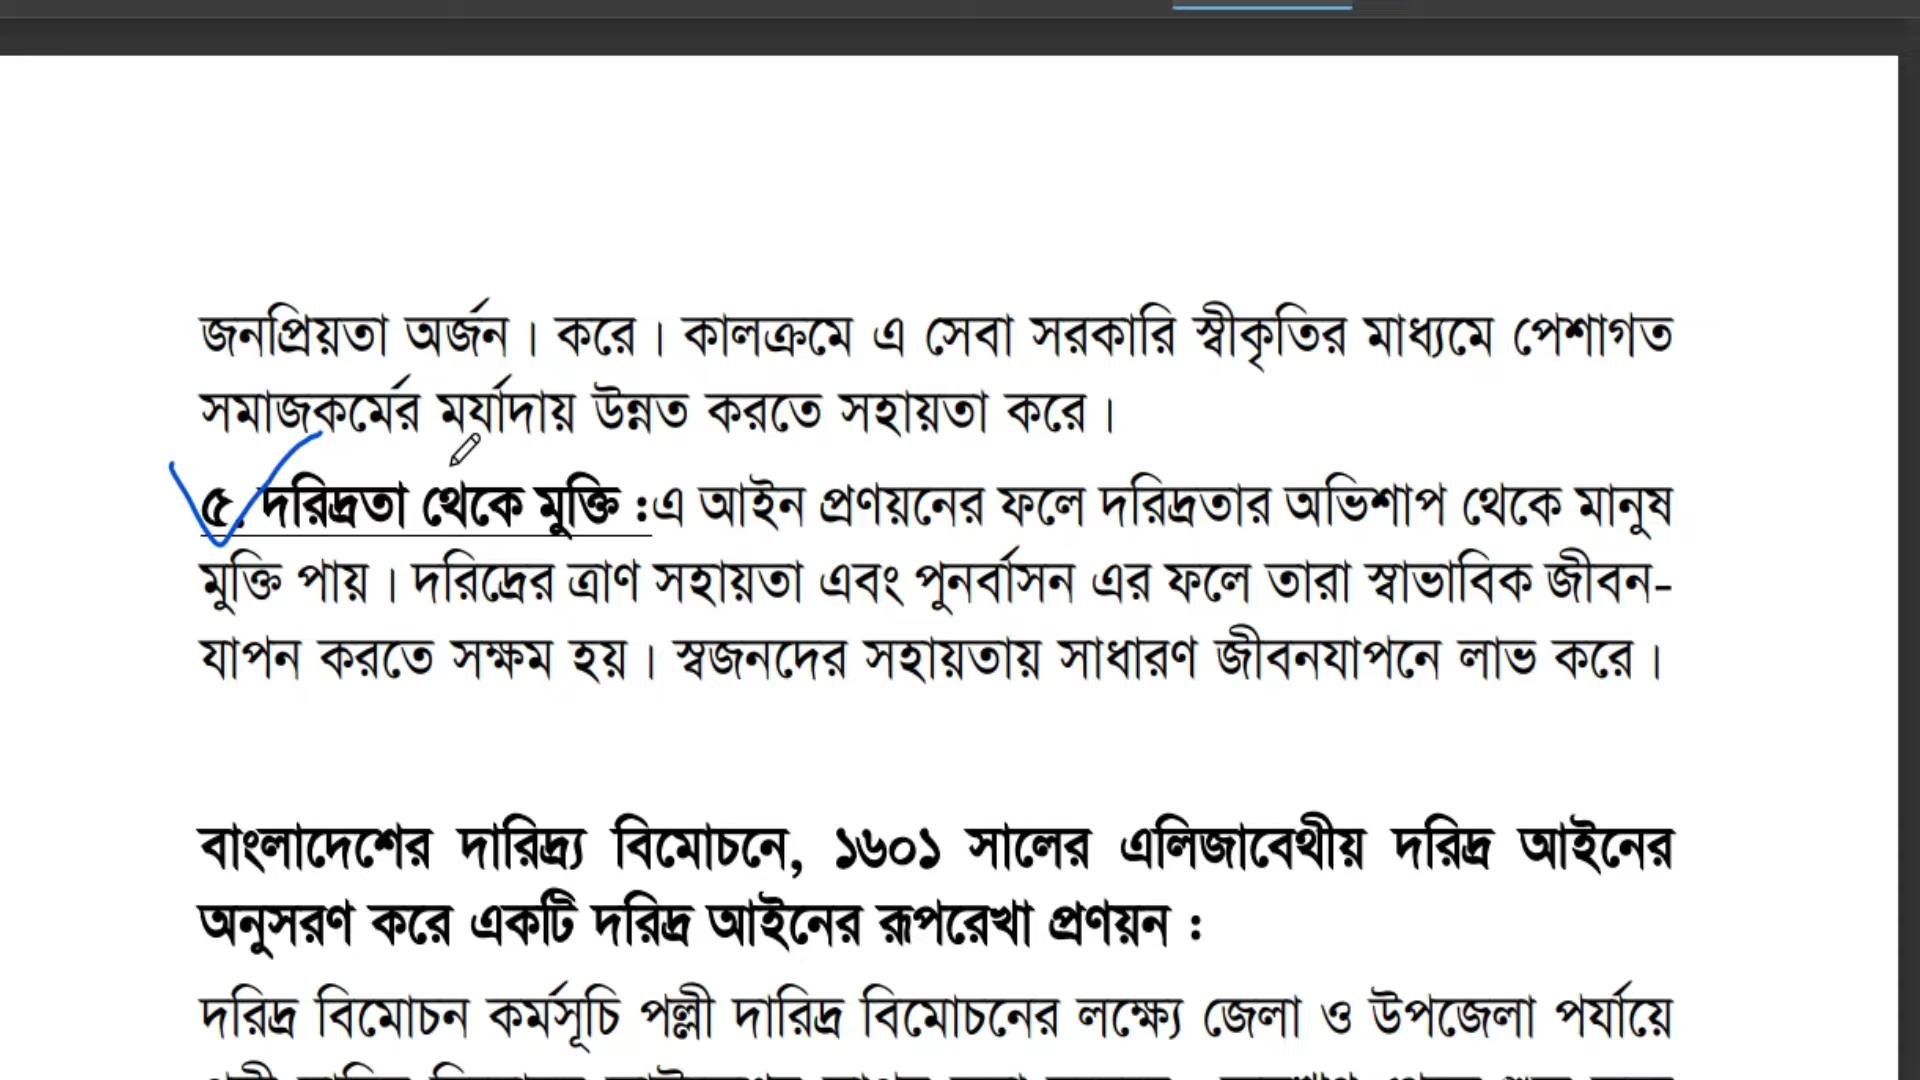 জনপ্রিয়তা অর্জন। করে। কালক্রমে এ সেবা সরকারি স্বীকৃতির মাধ্যমে পেশাগত
সমাজকর্মের মর্যাদায় উন্নত করতে সহায়তা করে।
৫. দরিদ্রতা থেকে মুক্তি :এ আইন প্রণয়নের ফলে দরিদ্রতার অভিশাপ থেকে মানুষ
মুক্তি পায়। দরিদ্রের ত্রাণ সহায়তা এবং পুনর্বাসন এর ফলে তারা স্বাভাবিক জীবন-
যাপন করতে সক্ষম হয়। স্বজনদের সহায়তায় সাধারণ জীবনযাপনে লাভ করে।
বাংলাদেশের দারিদ্র্য বিমোচনে, ১৬০১ সালের এলিজাবেথীয় দরিদ্র আইনের
অনুসরণ করে একটি দরিদ্র আইনের রূপরেখা প্রণয়ন :
দরিদ্র বিমোচন কর্মসূচি পল্লী দারিদ্র বিমোচনের লক্ষ্যে জেলা ও উপজেলা পর্যায়ে